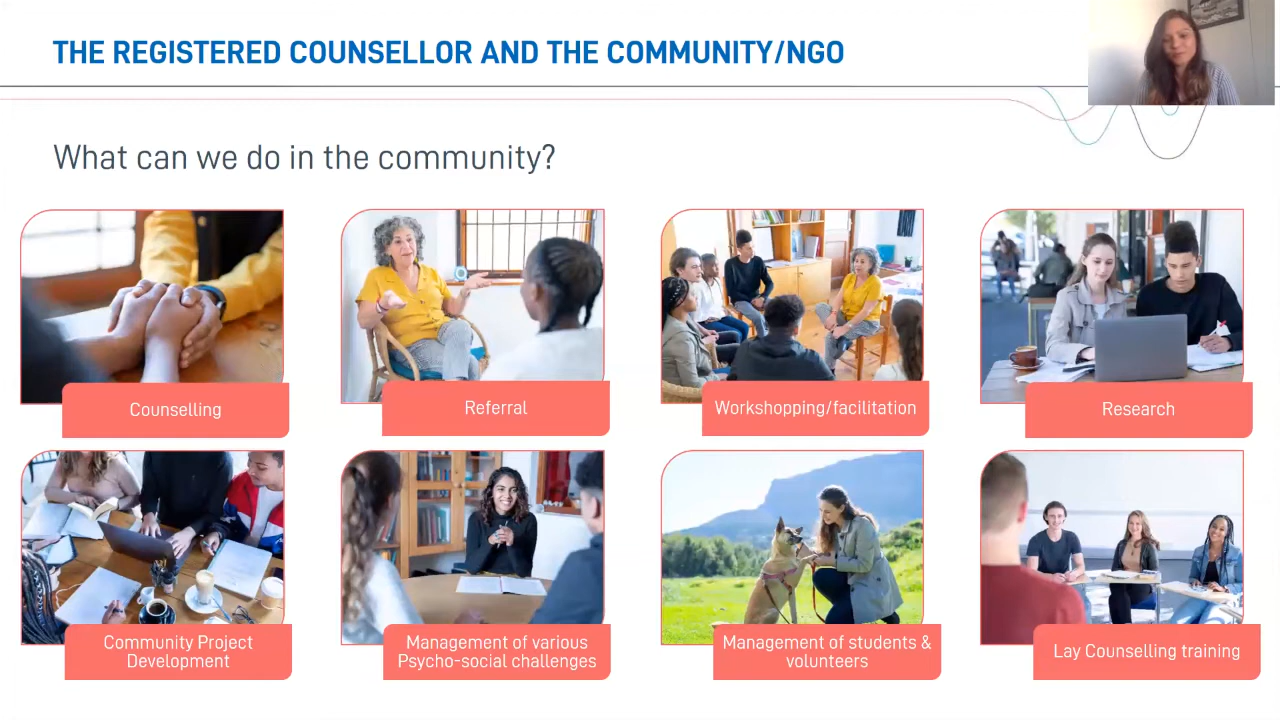 THE REGISTERED COUNSELLOR AND THE COMMUNITY/NGO
What can we do in the community?
Counselling
Referral
Workshopping/facilitation
Research
Community Project
Development
Management of various
Psycho-social challenges
Management of students &
volunteers
Lay Counselling training